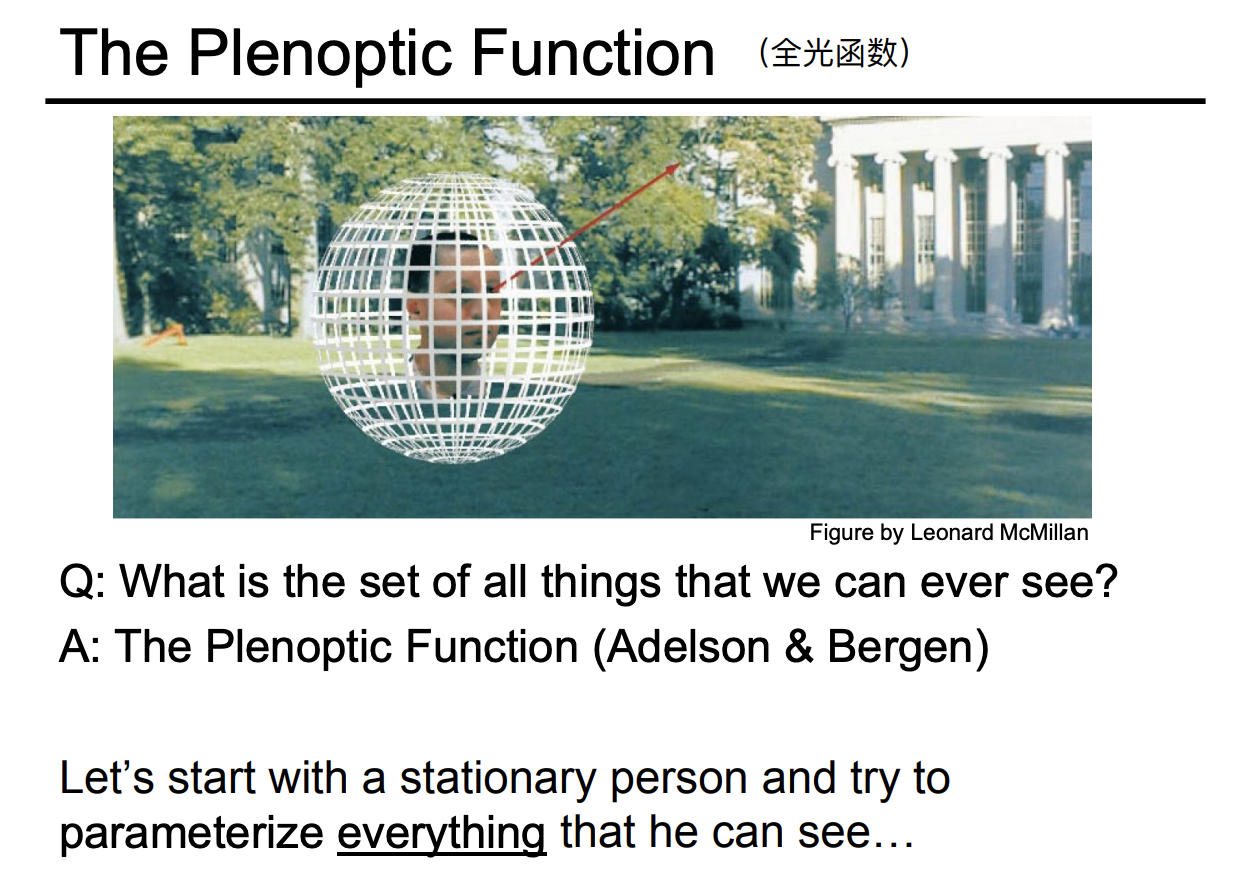 The Plenoptic Function （全光函数）
Figure by Leonard McMillan
Q: What is the set of all things that we can ever see?
A: The Plenoptic Function (Adelson & Bergen)
Let’s start with a stationary person and try to
parameterize everything that he can see…